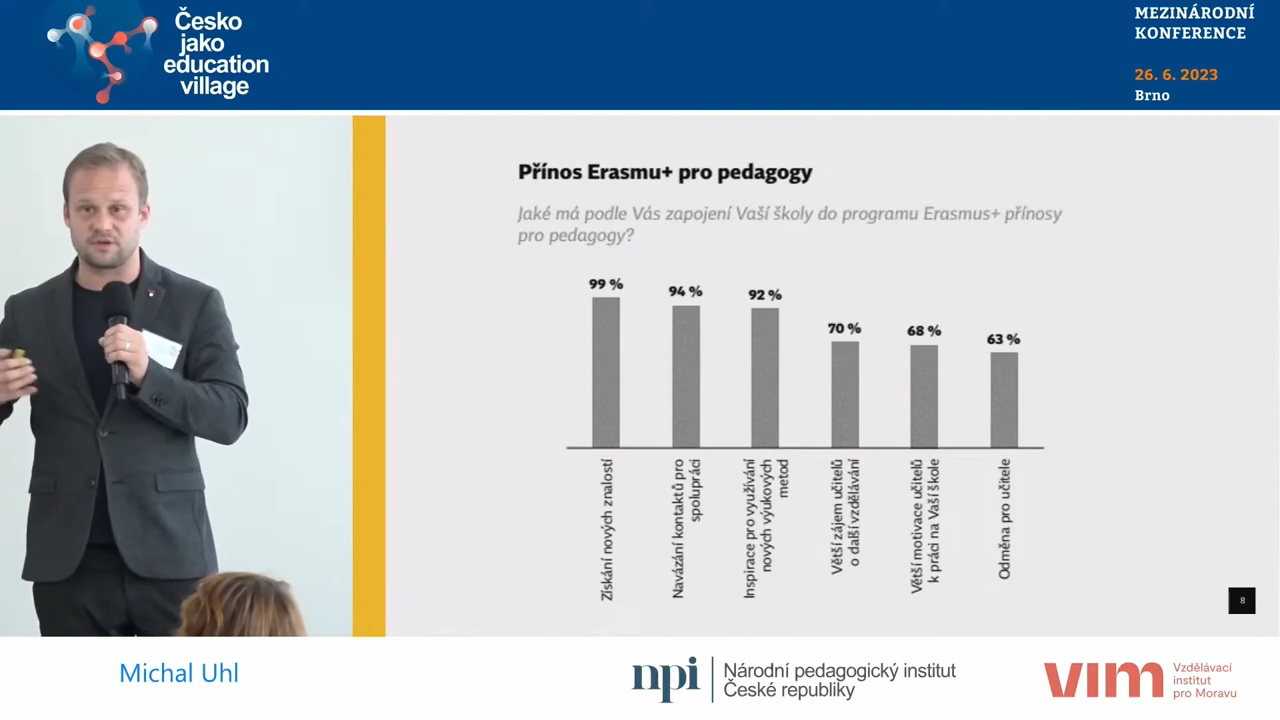 Česko
jako
education
village
MEZINÁRODNÍ
KONFERENCE
26. 6. 2023
Brno
Přínos Erasmu+ pro pedagogy
Jaké má podle Vás zapojení Vaší školy do programu Erasmus+ přínosy
pro pedagogy?
99 %
94 %
92 %
70 %
68 %
63 %
Získání nových znalostí
Navázání kontaktů pro
spolupráci
Inspirace pro využívání
nových výukových
metod
Větší zájem učitelů
o další vzdělávání
Větší motivace učitelů
k práci na Vaší škole
Odměna pro učitele
8
Michal Uhl
npi
Národní pedagogický institut
České republiky
vim
Vzdělávací
institut
pro Moravu